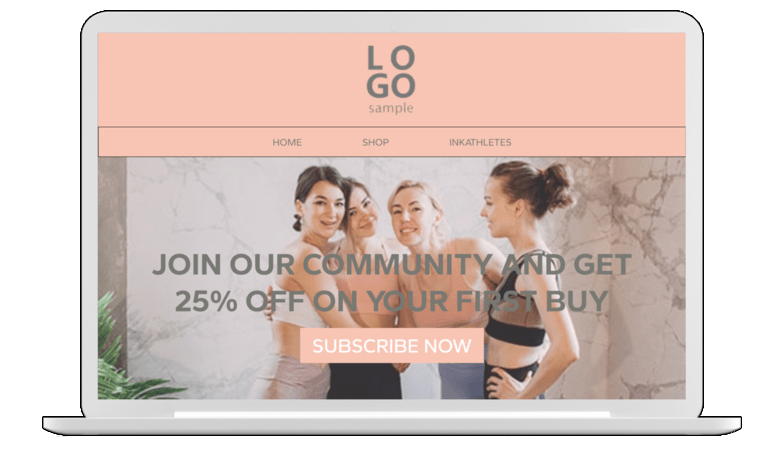 LO
GO
sample
HOME SHOP INKATHLETES
JOIN OUR COMMUNITY AND GET
25% OFF ON YOUR FIRST BUY
SUBSCRIBE NOW